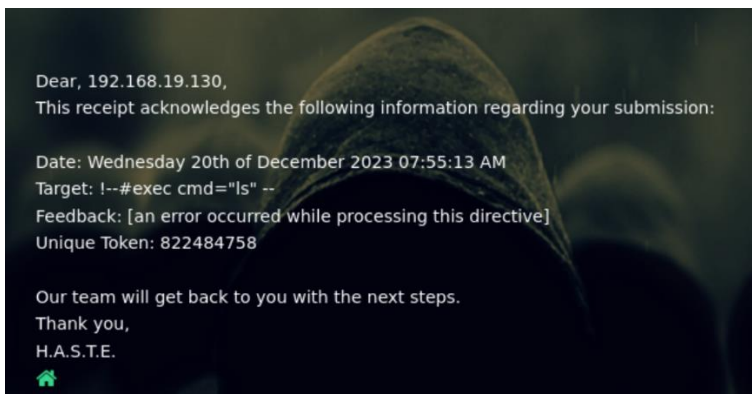 Dear, 192.168.19.130,
This receipt acknowledges the following information regarding your submission:
Date: Wednesday 20th of December 2023 07:55:13 AM
Target: !--#exec cmd="ls" --
Feedback: [an error occurred while processing this directive]
Unique Token: 822484758
Our team will get back to you with the next steps.
Thank you,
H.A.S.T.E.